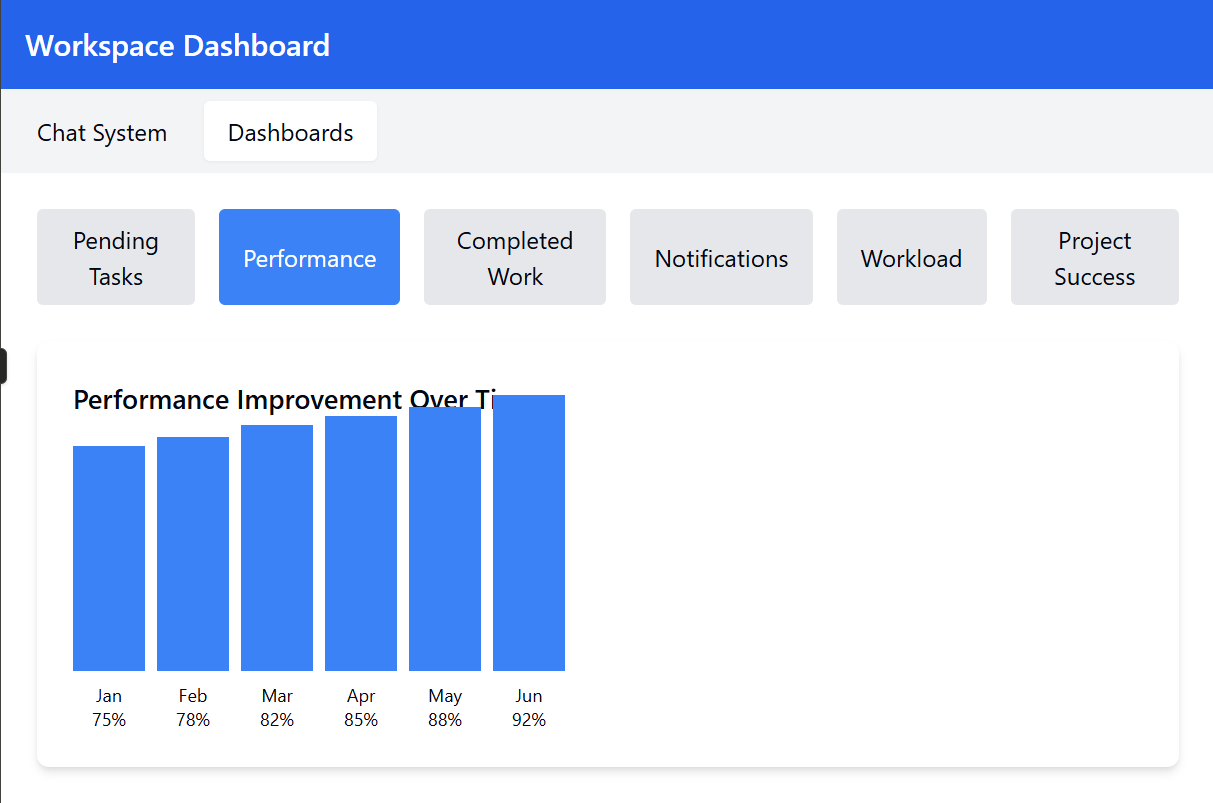 Workspace Dashboard
Chat System
Dashboards
Pending
Tasks
Performance
Completed
Work
Notifications
Workload
Project
Success
Performance Improvement Over Ti
Jan
75%
Feb
78%
Mar
82%
Apr
85%
May
88%
Jun
92%